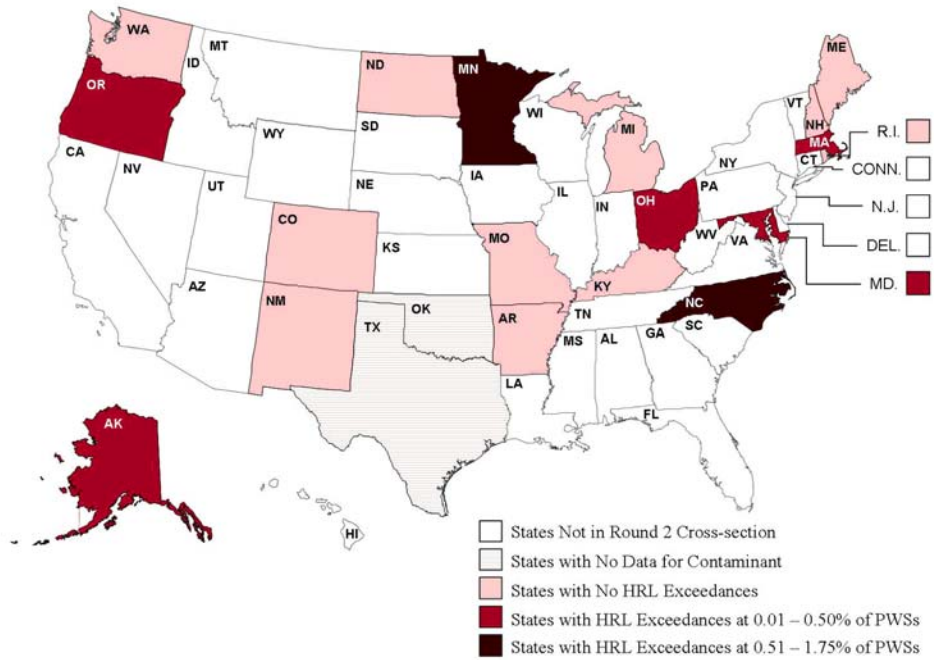 WA
MT
ND
MN
ME
ID
OR
VT
WI
SD
NH
R.I.
MI
WY
MA
CA
NV
NY
CT
CONN.
IA
NE
PA
UT
IL
IN
OH
N.J.
CO
MO
WV
VA
DEL.
KS
KY
MD.
AZ
NM
OK
NC
TX
AR
TN
SC
MS
AL
GA
LA
FL
AK
HI
States Not in Round 2 Cross-section
States with No Data for Contaminant
States with No HRL Exceedances
States with HRL Exceedances at 0.01 – 0.50% of PWSs
States with HRL Exceedances at 0.51 – 1.75% of PWSs